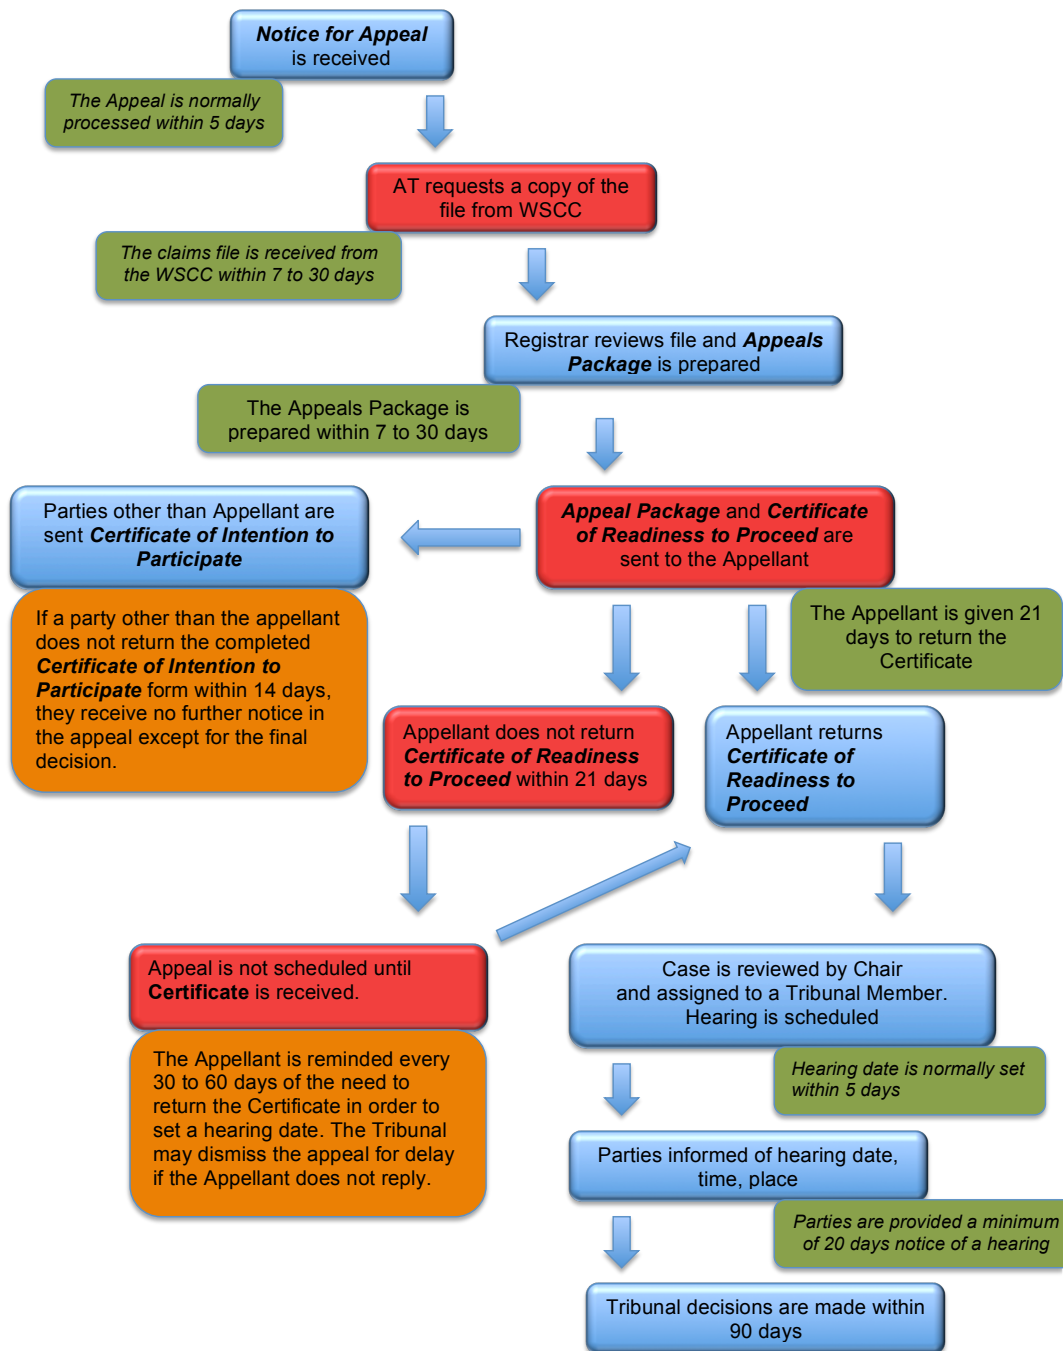 Notice for Appeal
is received
The Appeal is normally
processed within 5 days
AT requests a copy of the
file from WSCC
The claims file is received from
the WSCC within 7 to 30 days
Registrar reviews file and Appeals
Package is prepared
The Appeals Package is
prepared within 7 to 30 days
Parties other than Appellant are
sent Certificate of Intention to
Participate
Appeal Package and Certificate
of Readiness to Proceed are
sent to the Appellant
If a party other than the appellant
does not return the completed
Certificate of Intention to
Participate form within 14 days,
they receive no further notice in
the appeal except for the final
decision.
The Appellant is given 21
days to return the
Certificate
Appellant does not return
Certificate of Readiness
to Proceed within 21 days
Appellant returns
Certificate of
Readiness to
Proceed
Appeal is not scheduled until
Certificate is received.
The Appellant is reminded every
30 to 60 days of the need to
return the Certificate in order to
set a hearing date. The Tribunal
may dismiss the appeal for delay
if the Appellant does not reply.
Case is reviewed by Chair
and assigned to a Tribunal Member.
Hearing is scheduled
Hearing date is normally set
within 5 days
Parties informed of hearing date,
time, place
Parties are provided a minimum
of 20 days notice of a hearing
Tribunal decisions are made within
90 days